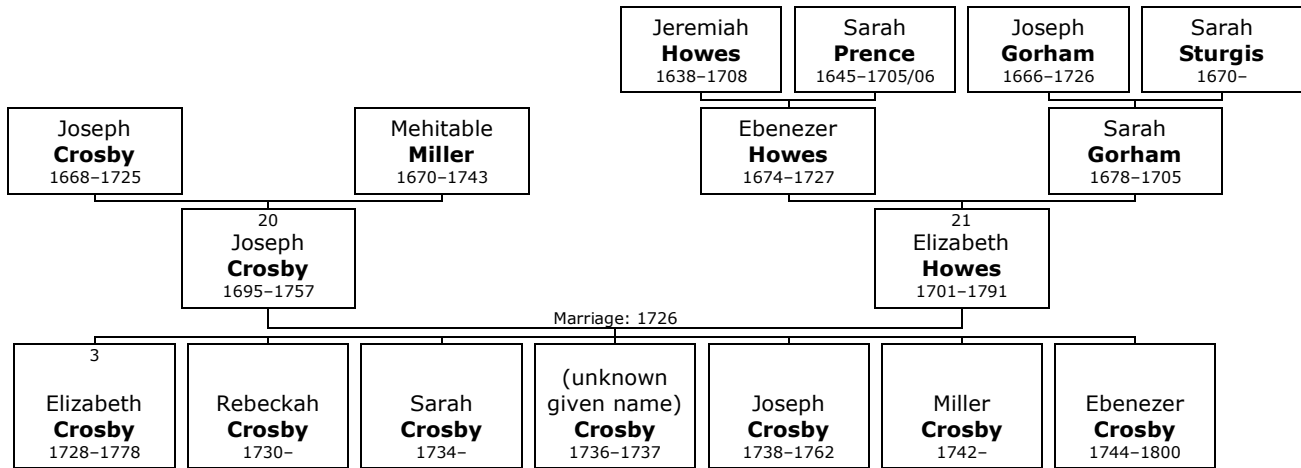 Jeremiah
Howes
1638–1708
Sarah
Prence
1645–1705/06
Joseph
Gorham
1666–1726
Sarah
Sturgis
1670–
Joseph
Crosby
1668–1725
Mehitable
Miller
1670–1743
Ebenezer
Howes
1674–1727
Sarah
Gorham
1678–1705
20
Joseph
Crosby
1695–1757
21
Elizabeth
Howes
1701–1791
Marriage: 1726
3
Elizabeth
Crosby
1728–1778
Rebeckah
Crosby
1730–
Sarah
Crosby
1734–
(unknown
given name)
Crosby
1736–1737
Joseph
Crosby
1738–1762
Miller
Crosby
1742–
Ebenezer
Crosby
1744–1800